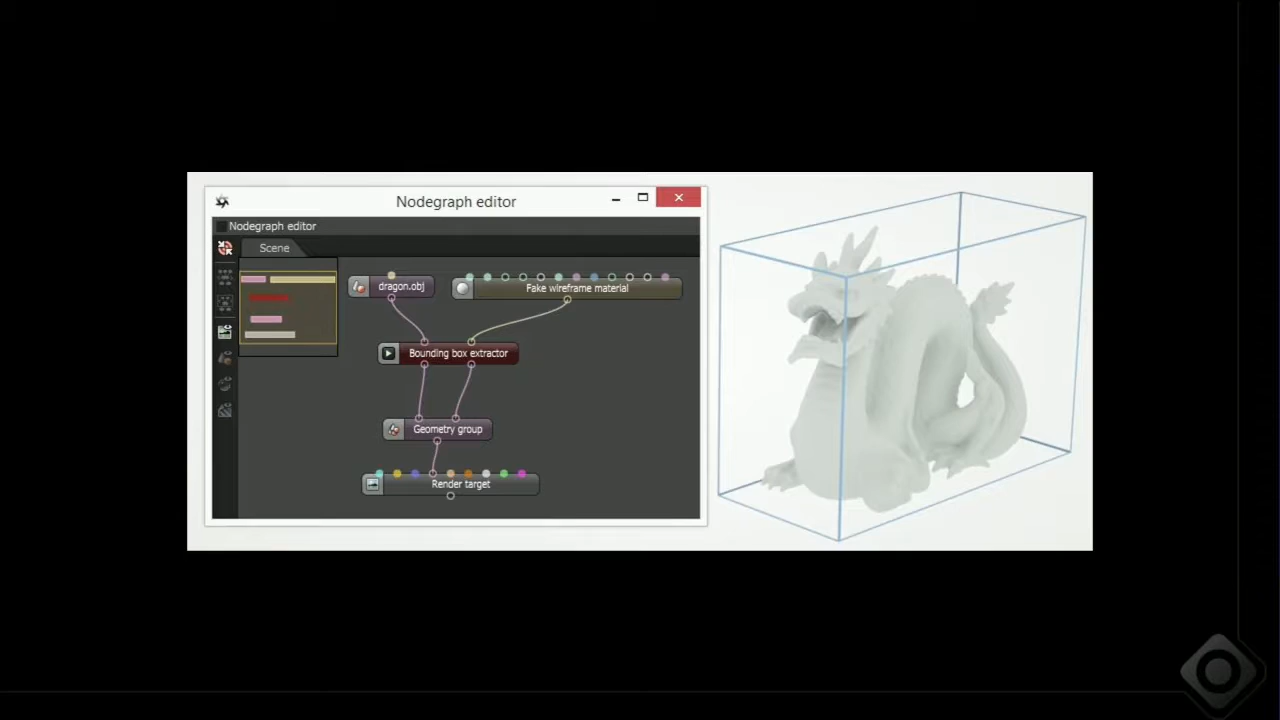 Nodegraph editor
Nodegraph editor
Scene
dragon.obj
Fake wireframe material
Bounding box extractor
Geometry group
Render target